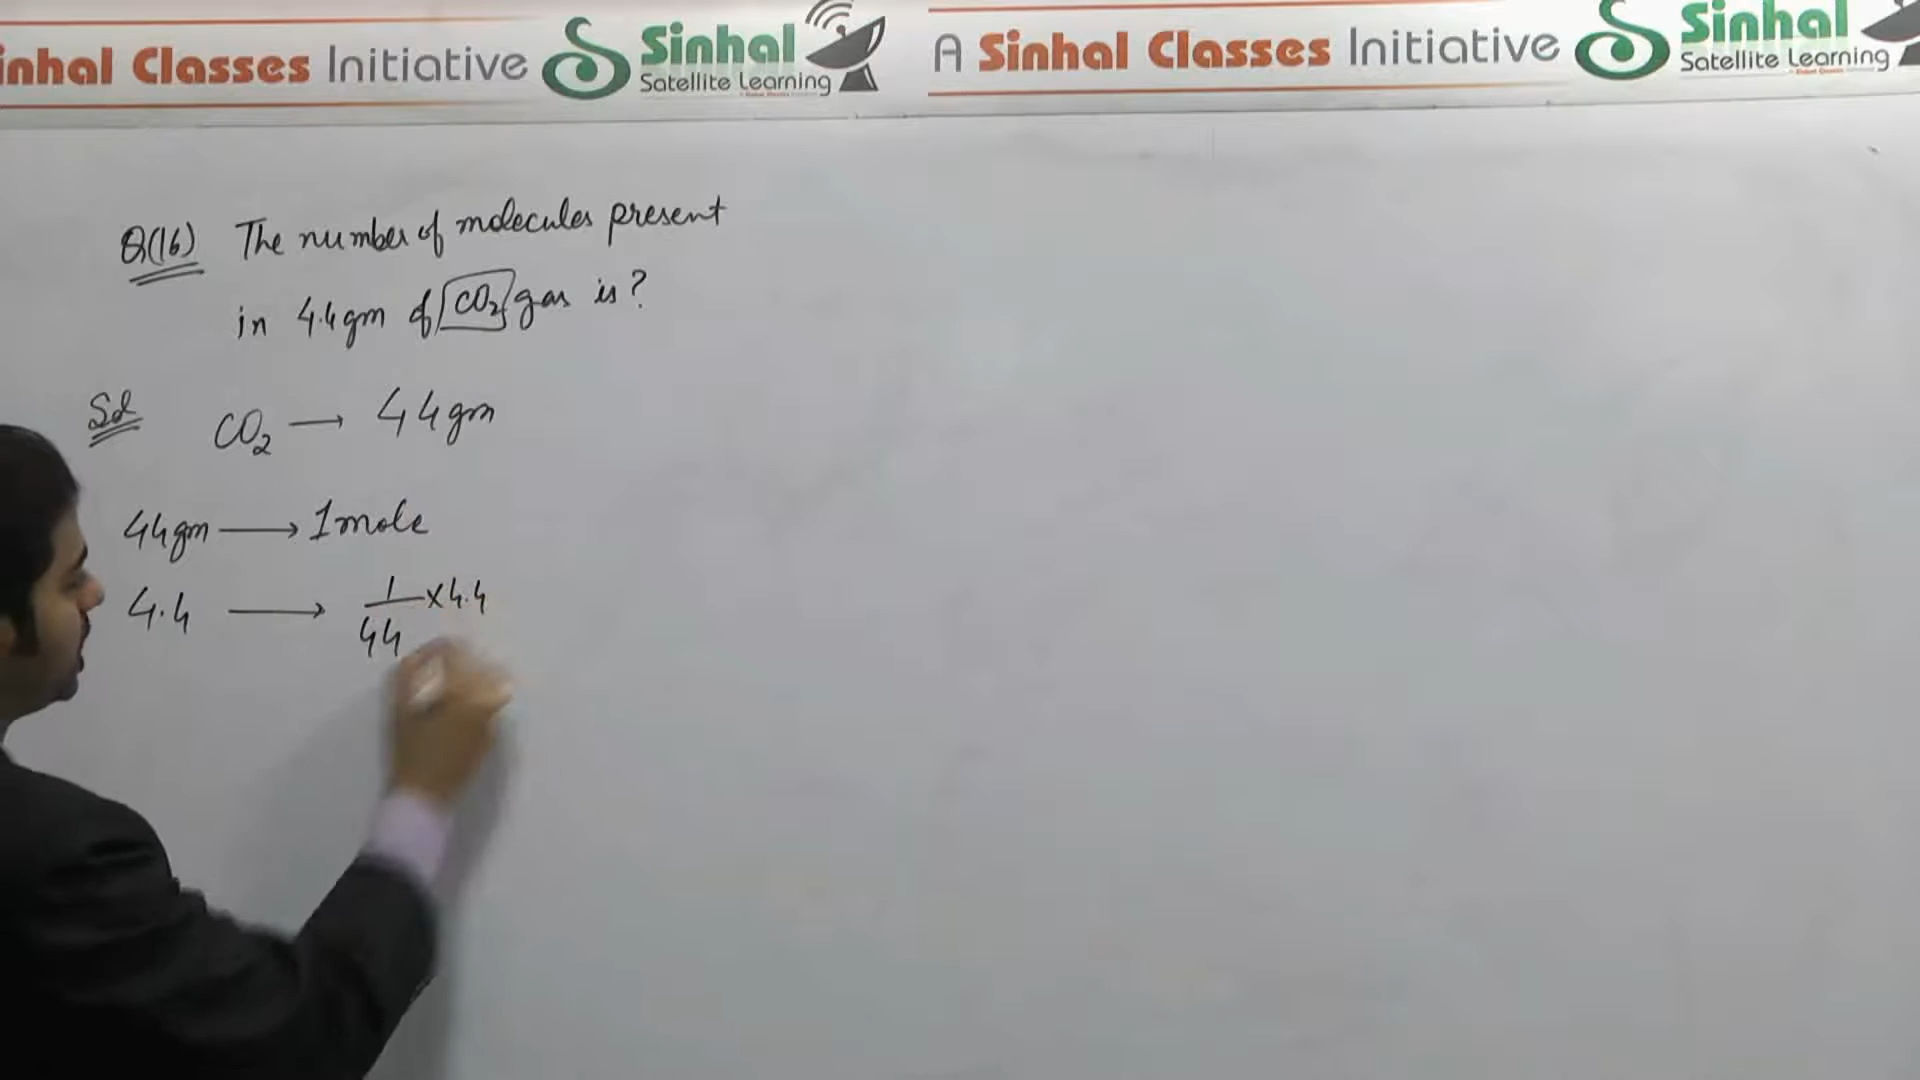 inhal Classes Initiative Sinhal Satellite Learning A Sinhal Classes Initiative Sinhal Satellite Learning
Q(16) The number of molecules present
in 4.4gm of CO2 gas is?
Sol CO2 → 44gm
44gm → 1mole
4.4 → 1/44 x 4.4